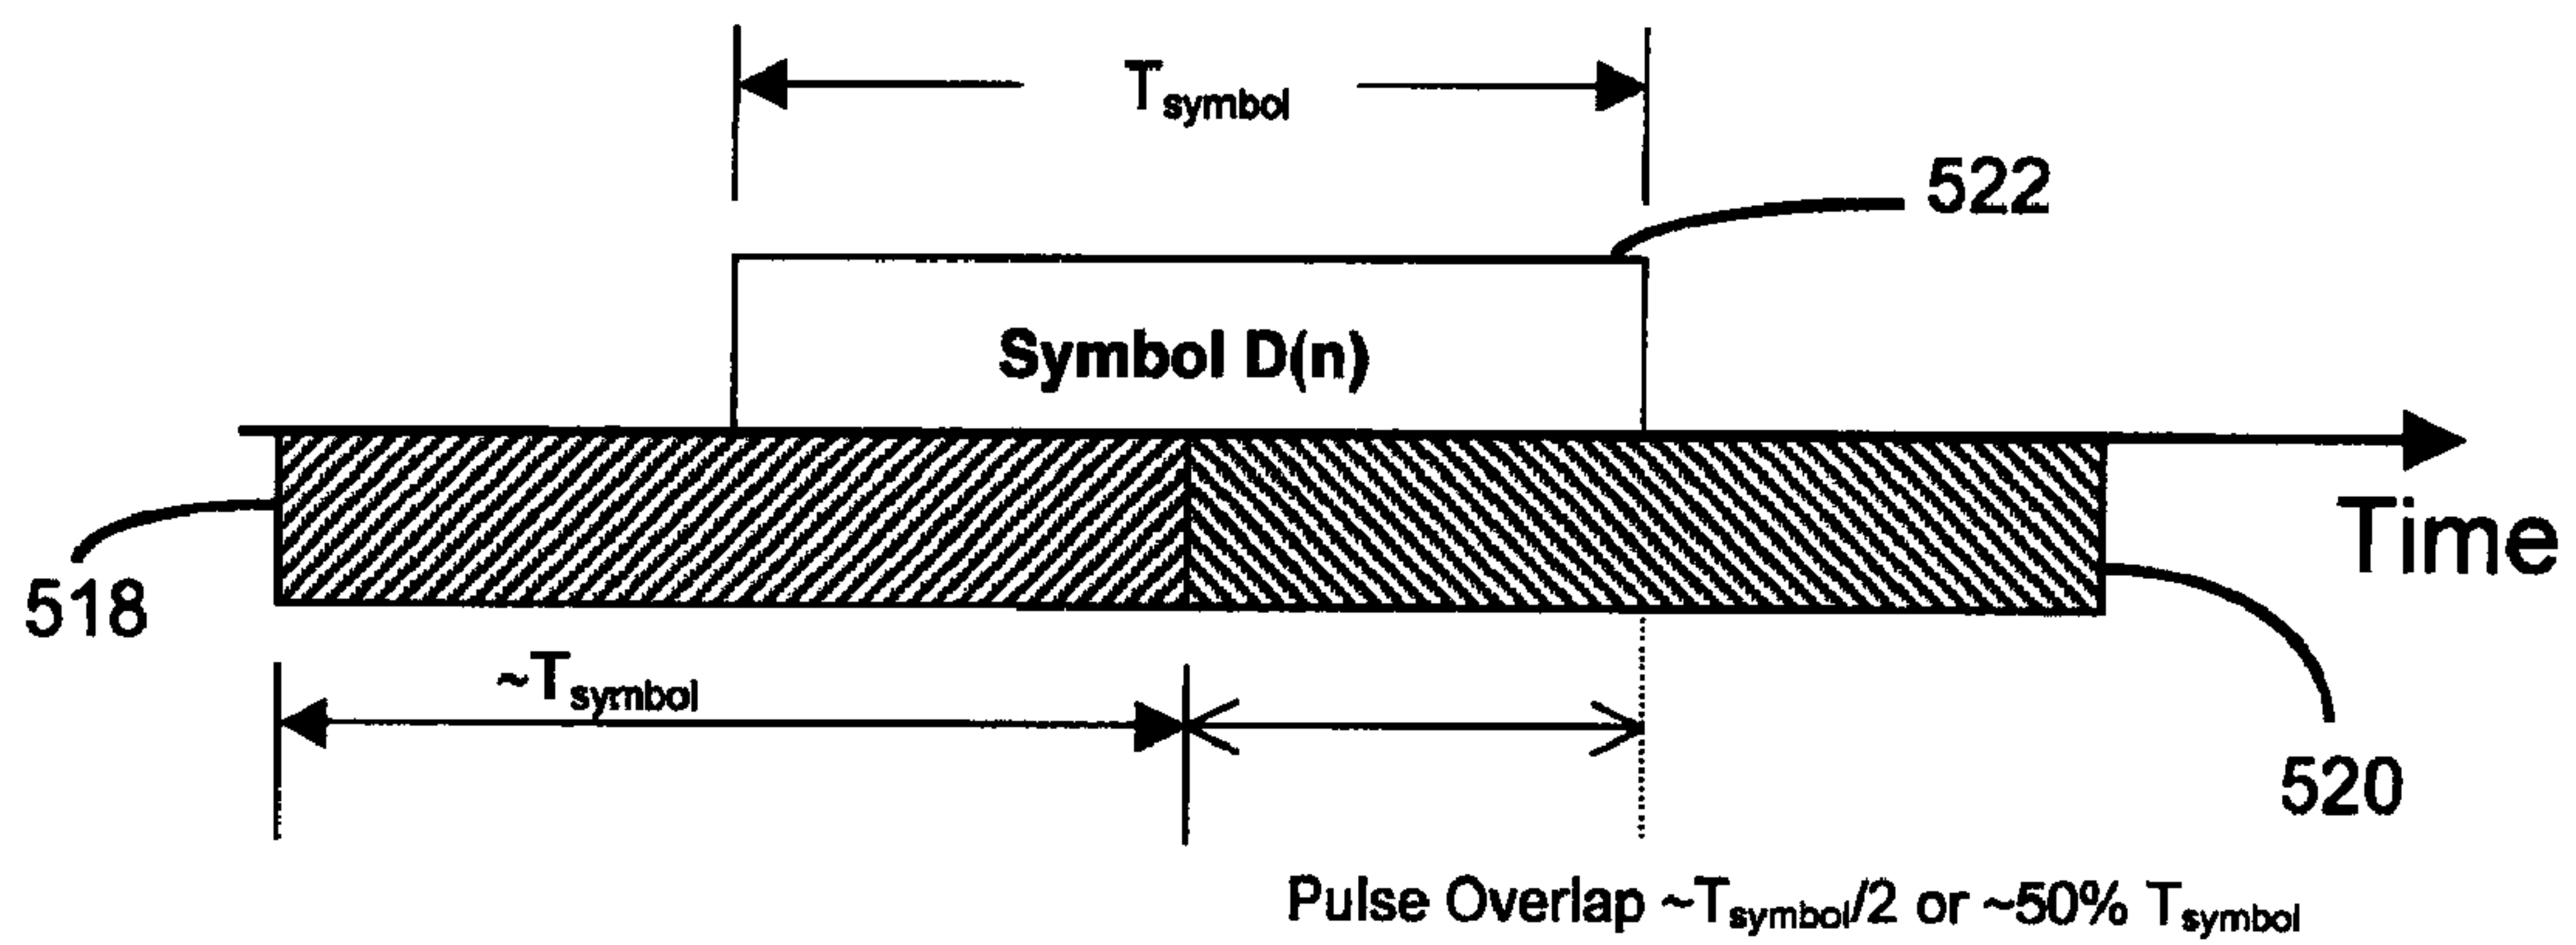 Tsymbol
522
Symbol D(n)
Time
518
~Tsymbol
520
Pulse Overlap ~Tsymbol/2 or ~50% Tsymbol